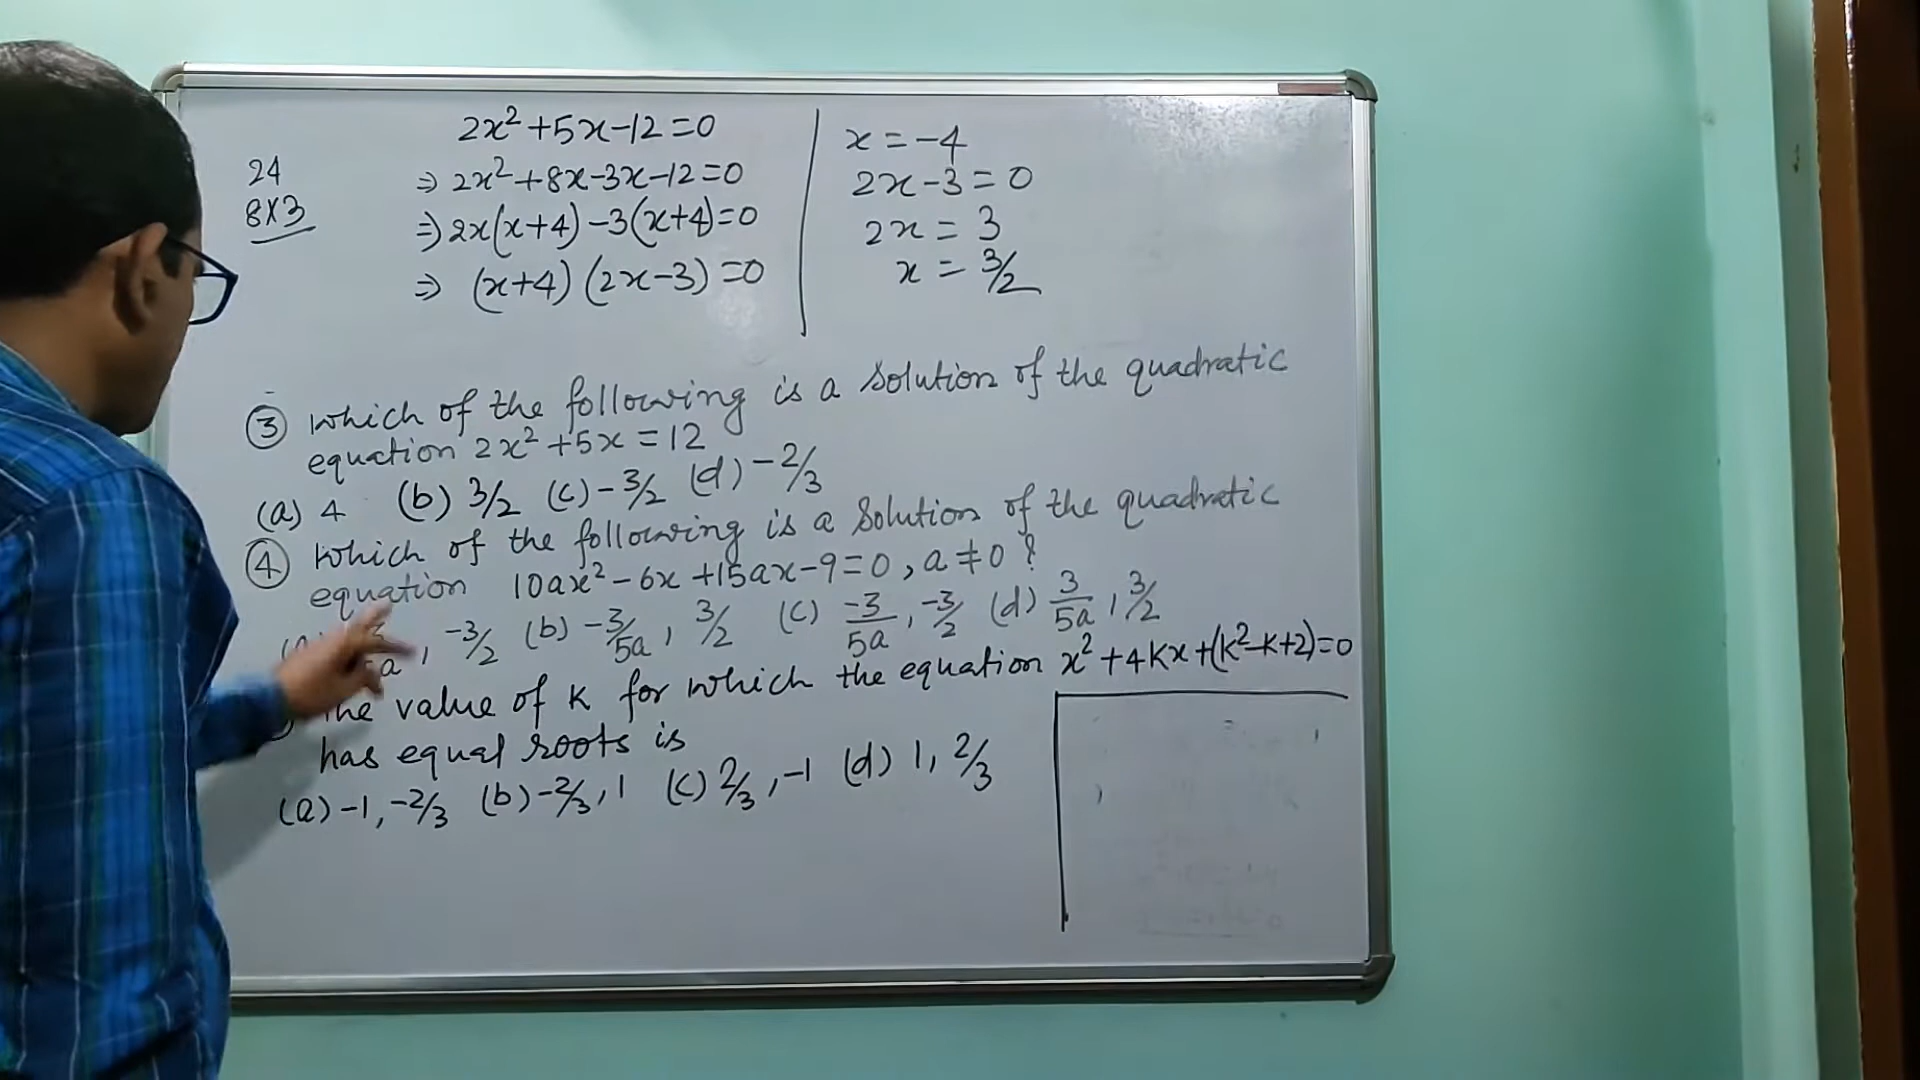 2x² + 5x - 12 = 0
24
8×3
⇒ 2x² + 8x - 3x - 12 = 0
⇒ 2x(x+4) - 3(x+4) = 0
⇒ (x+4) (2x-3) = 0
x = -4
2x - 3 = 0
2x = 3
x = 3/2
③ which of the following is a solution of the quadratic
equation 2x² + 5x = 12
(a) 4 (b) 3/2 (c) -3/2 (d) -2/3
④ which of the following is a solution of the quadratic
equation 10ax² - 6x + 15ax - 9 = 0, a ≠ 0 ?
, -3/2 (b) -3/5a, 3/2 (c) -3/5a, -3/2 (d) 3/5a, 3/2
The value of K for which the equation x² + 4Kx + (K² - K + 2) = 0
has equal roots is
(a) -1, -2/3 (b) -2/3, 1 (c) 2/3, -1 (d) 1, 2/3